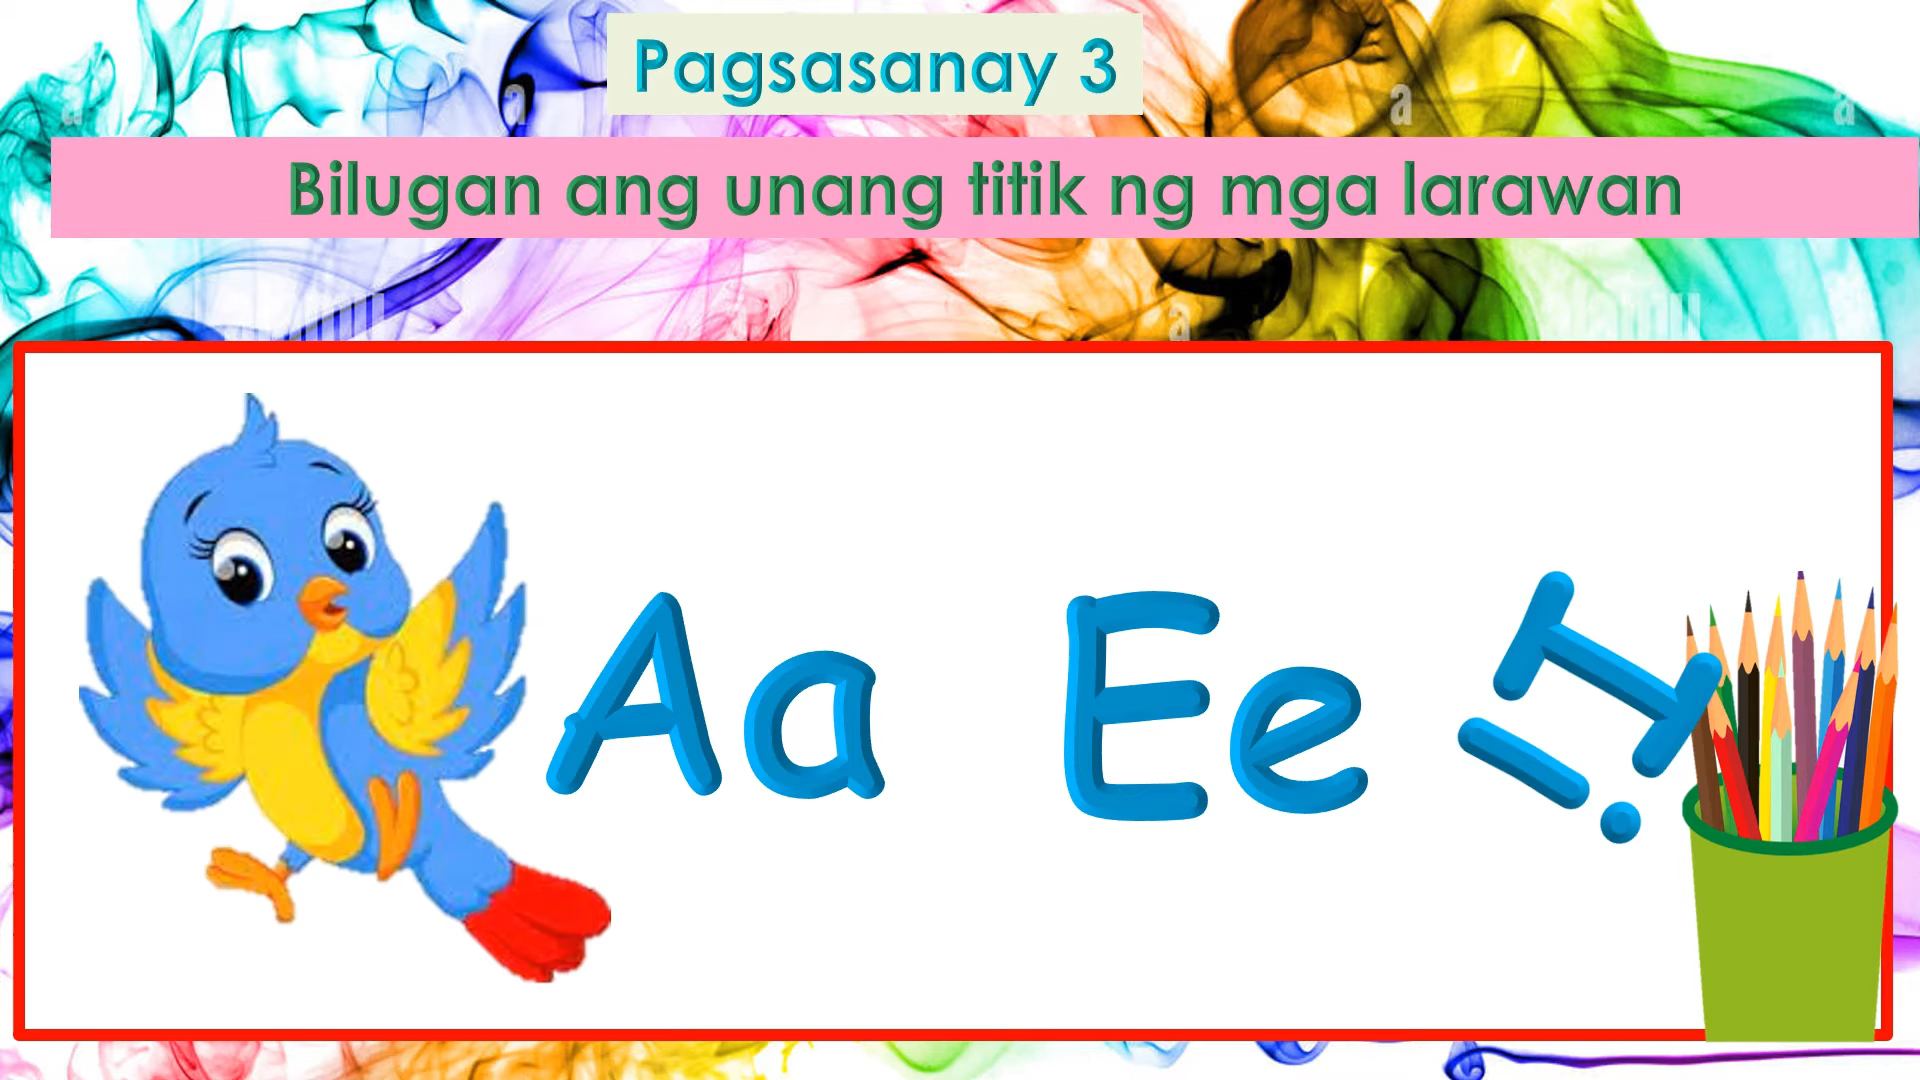 Pagsasanay 3
Bilugan ang unang titik ng mga larawan
Aa Ee Ii
a a a
a